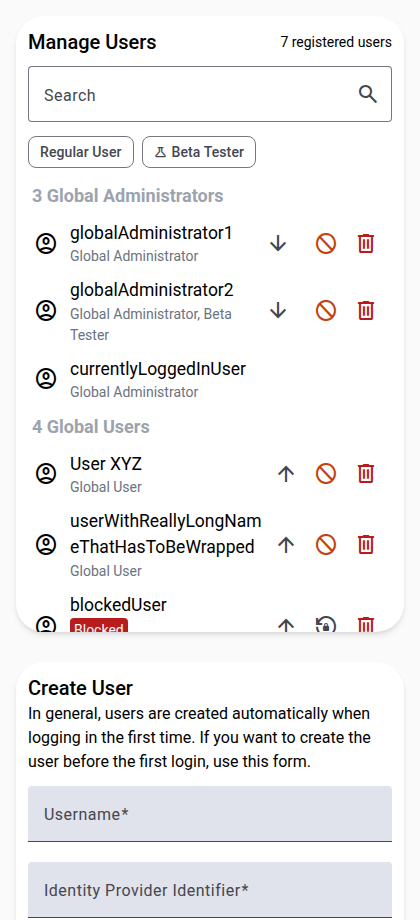 Manage Users
7 registered users
Search
Regular User
Beta Tester
3 Global Administrators
globalAdministrator1
Global Administrator
globalAdministrator2
Global Administrator, Beta
Tester
currentlyLoggedInUser
Global Administrator
4 Global Users
User XYZ
Global User
userWithReallyLongNam
eThatHasToBeWrapped
Global User
blockedUser
Blocked
Create User
In general, users are created automatically when
logging in the first time. If you want to create the
user before the first login, use this form.
Username*
Identity Provider Identifier*